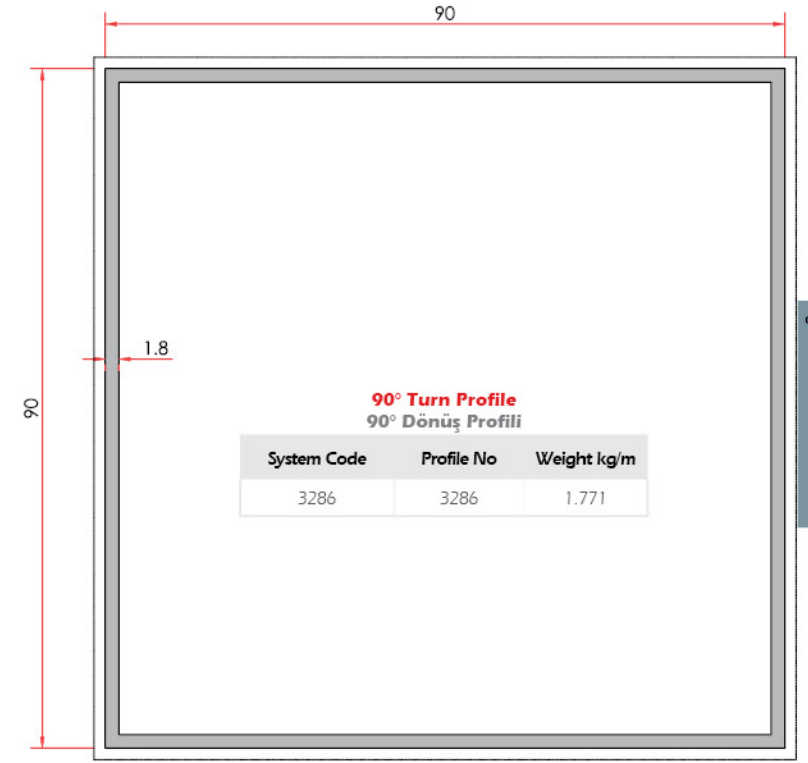 90
1.8
90
90° Turn Profile
90° Dönüş Profili
System Code Profile No Weight kg/m
3286 3286 1.771